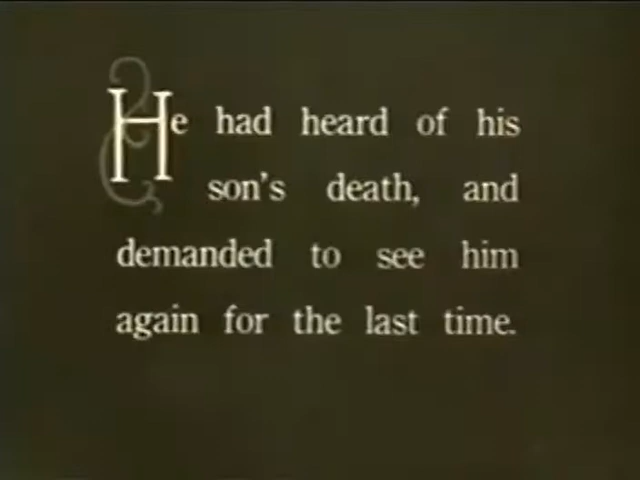 He had heard of his
son's death, and
demanded to see him
again for the last time.